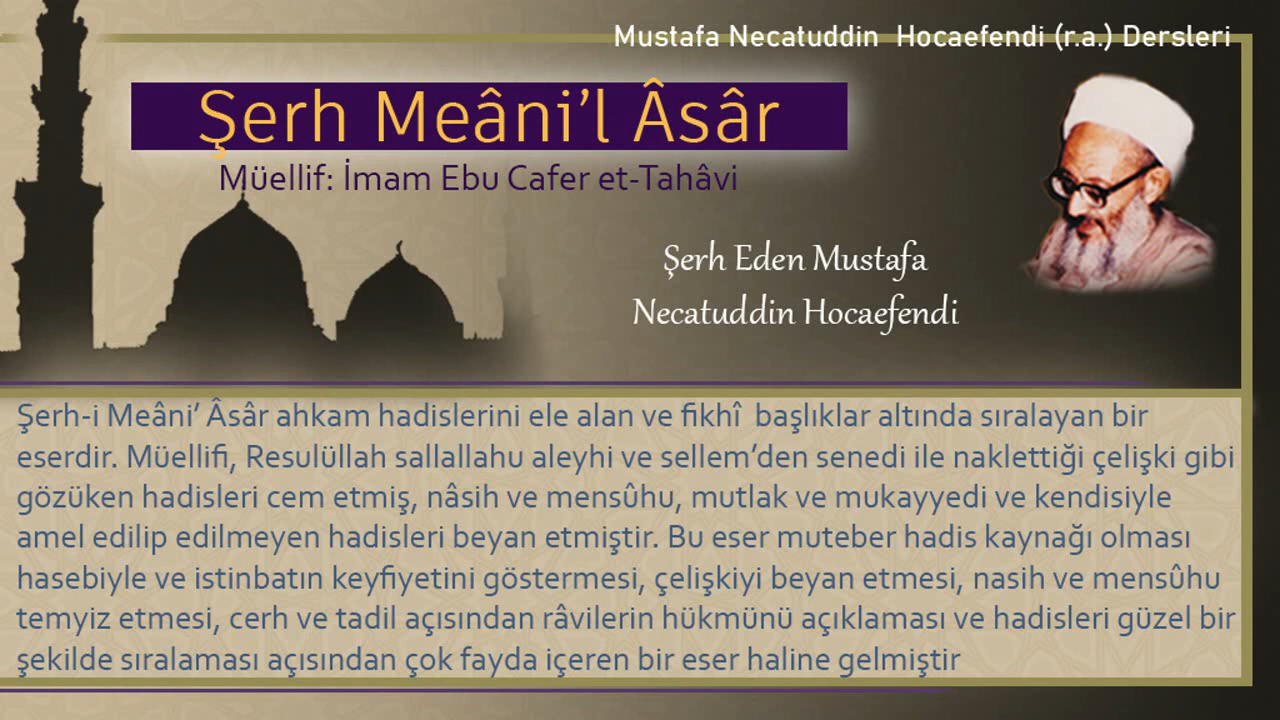 Mustafa Necatuddin Hocaefendi (r.a.) Dersleri
Şerh Meâni’l Âsâr
Müellif: İmam Ebu Cafer et-Tahâvi
Şerh Eden Mustafa
Necatuddin Hocaefendi
Şerh-i Meâni’ Âsâr ahkam hadislerini ele alan ve fıkhî başlıklar altında sıralayan bir
eserdir. Müellifi, Resulüllah sallallahu aleyhi ve sellem’den senedi ile naklettiği çelişki gibi
gözüken hadisleri cem etmiş, nâsih ve mensûhu, mutlak ve mukayyedi ve kendisiyle
amel edilip edilmeyen hadisleri beyan etmiştir. Bu eser muteber hadis kaynağı olması
hasebiyle ve istinbatın keyfiyetini göstermesi, çelişkiyi beyan etmesi, nasih ve mensûhu
temyiz etmesi, cerh ve tadil açısından râvilerin hükmünü açıklaması ve hadisleri güzel bir
şekilde sıralaması açısından çok fayda içeren bir eser haline gelmiştir